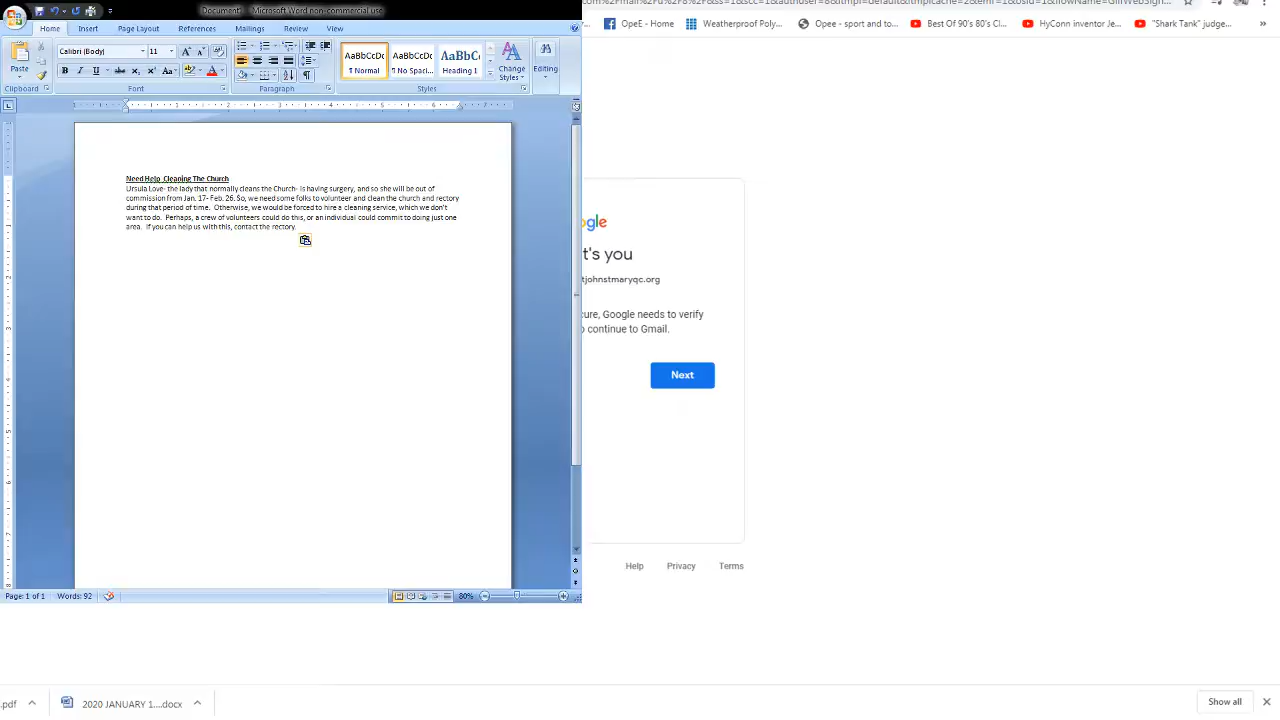 Document - Microsoft Word non-commercial use
Home Insert Page Layout References Mailings Review View
Paste
Calibri (Body) 11
AaBbCcDc AaBbCcDc AaBbC
¶ Normal ¶ No Spaci... Heading 1
Change Styles
Editing
Clipboard Font Paragraph Styles
Need Help Cleaning The Church
Ursula Love- the lady that normally cleans the Church- is having surgery, and so she will be out of
commission from Jan. 17- Feb. 26. So, we need some folks to volunteer and clean the church and rectory
during that period of time. Otherwise, we would be forced to hire a cleaning service, which we don't
want to do. Perhaps, a crew of volunteers could do this, or an individual could commit to doing just one
area. If you can help us with this, contact the rectory.
Page: 1 of 1 Words: 92 80%
OpeE - Home Weatherproof Poly... Opee - sport and to... Best Of 90's 80's Cl... HyConn inventor Je... "Shark Tank" judge...
ogle
t's you
tjohnstmaryqc.org
cure, Google needs to verify
o continue to Gmail.
Next
Help Privacy Terms
.pdf 2020 JANUARY 1....docx Show all